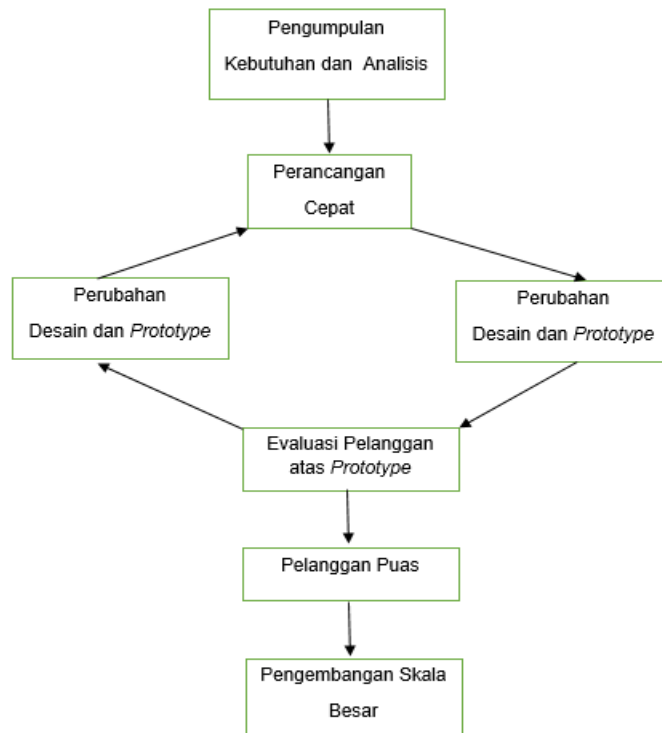 Pengumpulan
Kebutuhan dan Analisis
Perancangan
Cepat
Perubahan
Desain dan Prototype
Perubahan
Desain dan Prototype
Evaluasi Pelanggan
atas Prototype
Pelanggan Puas
Pengembangan Skala
Besar